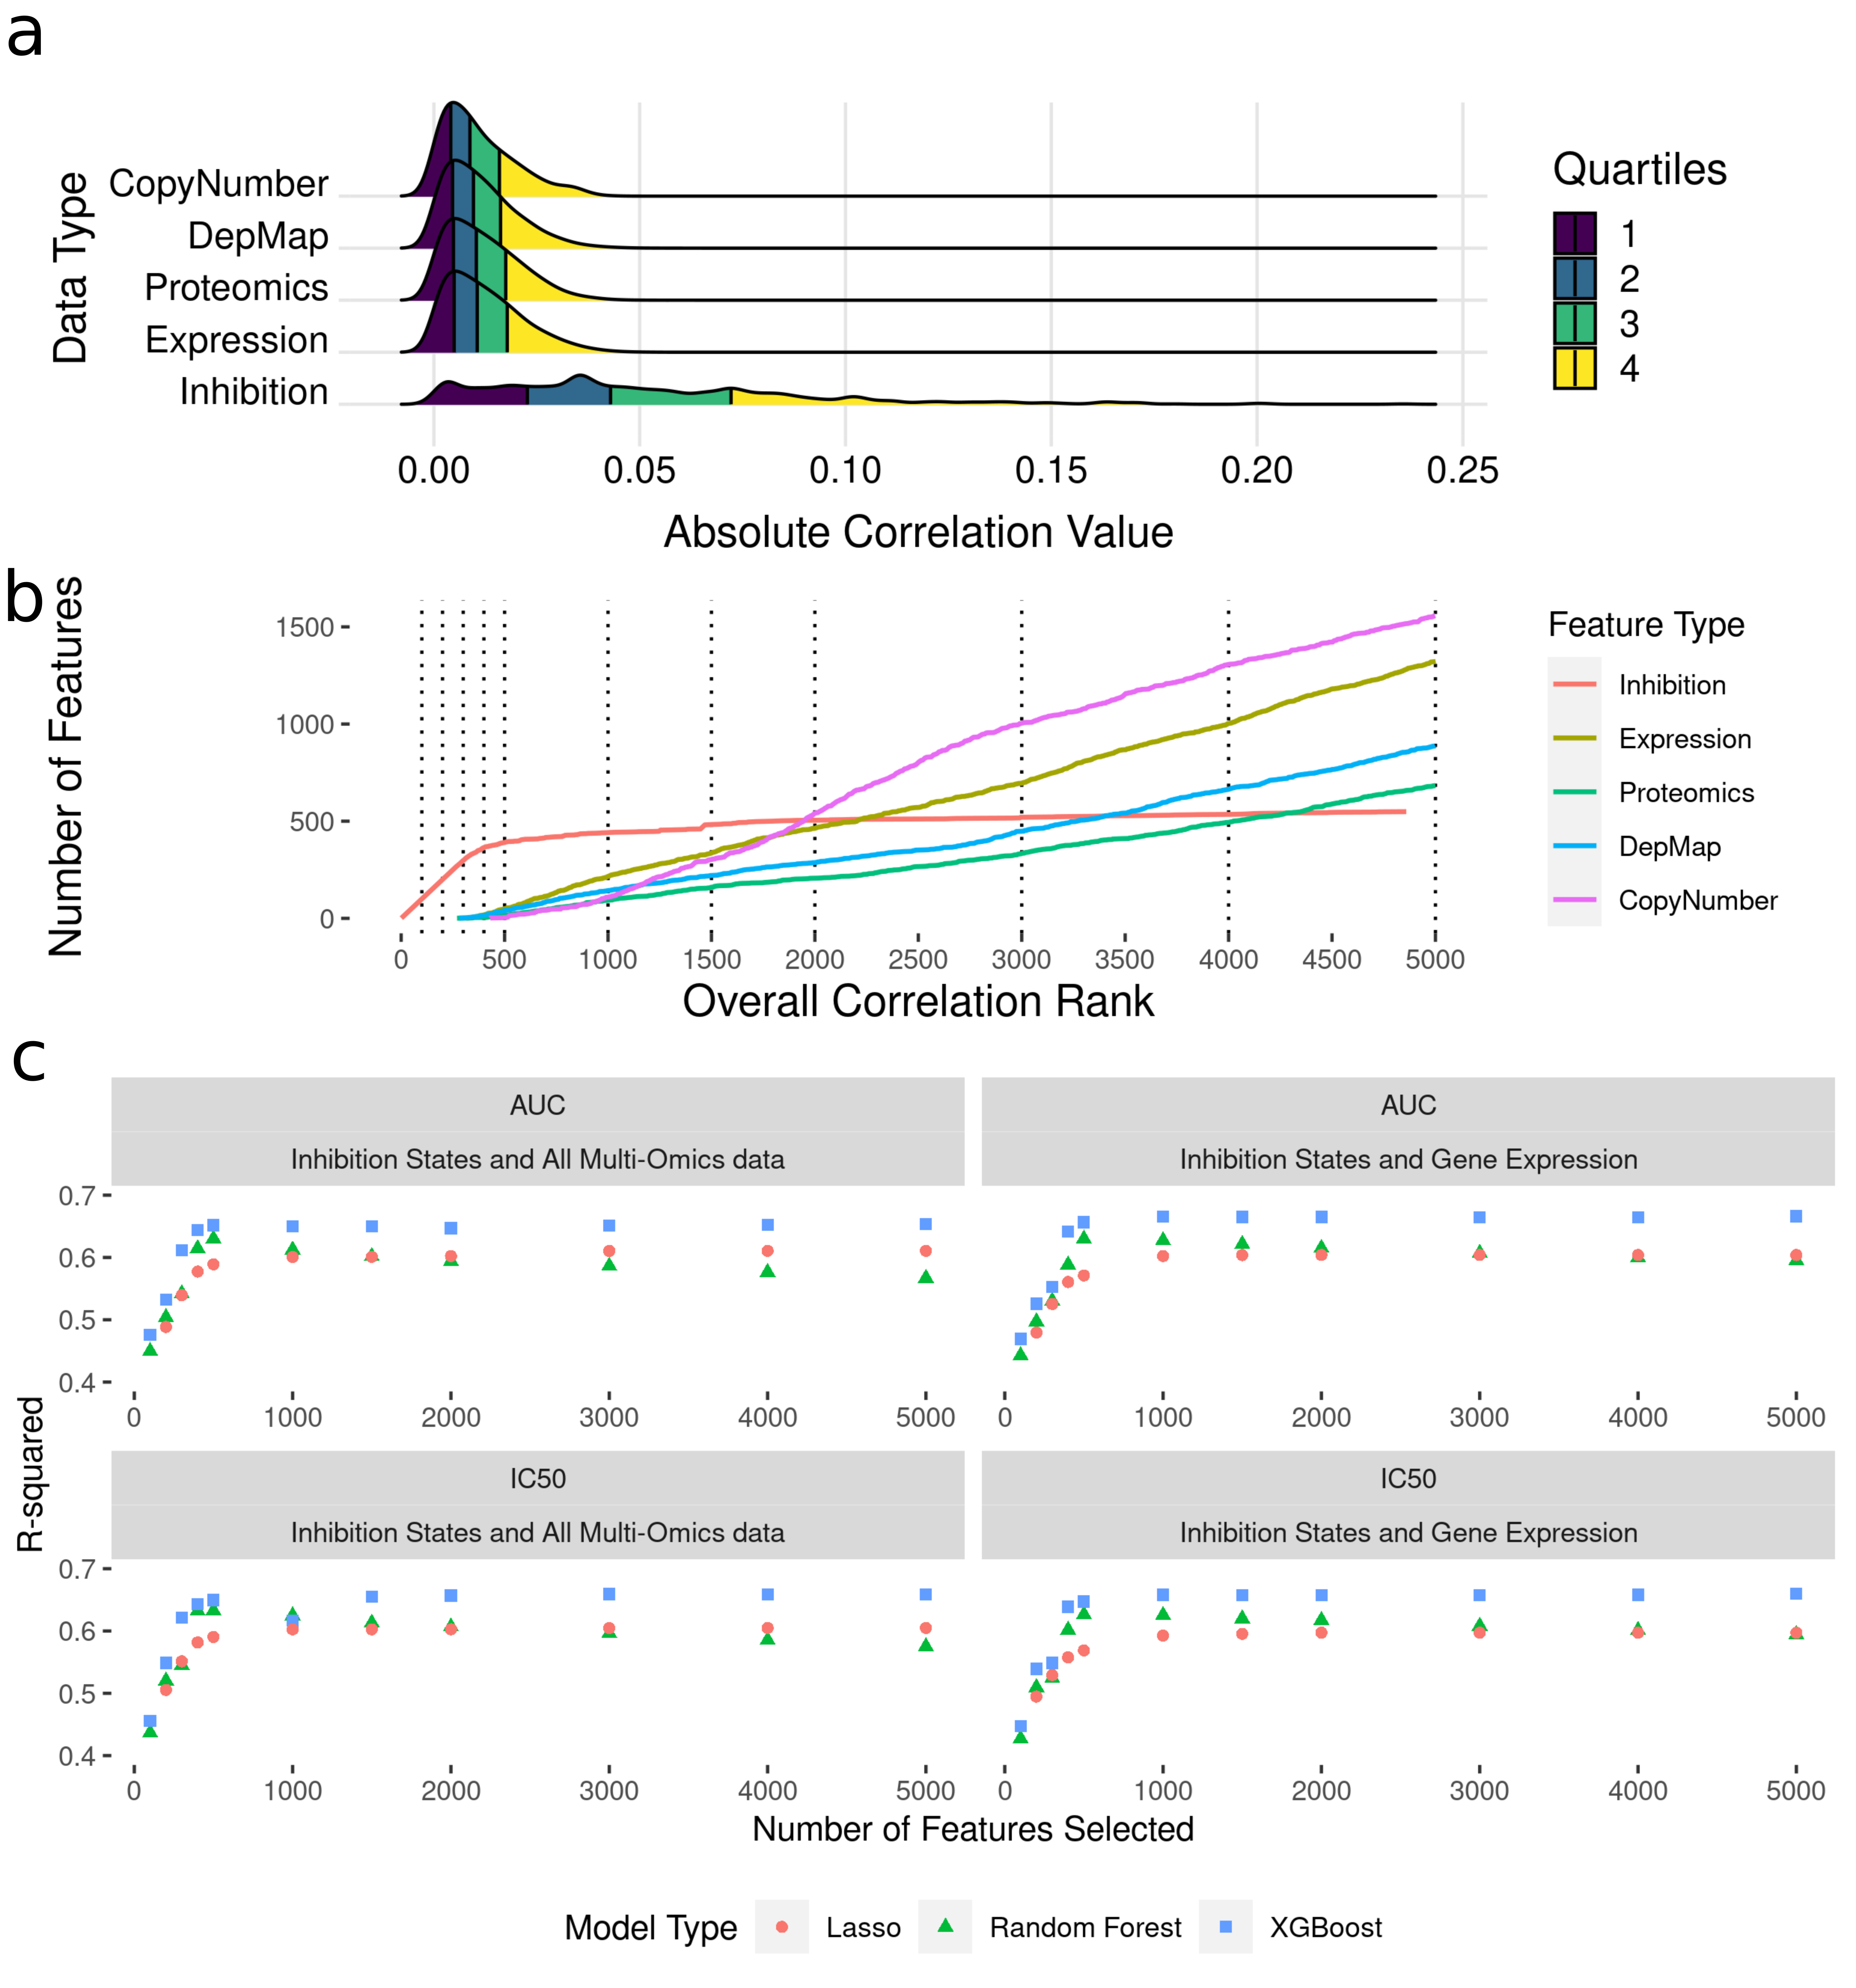 a
Data Type
CopyNumber
DepMap
Proteomics
Expression
Inhibition
0.00 0.05 0.10 0.15 0.20 0.25
Absolute Correlation Value
Quartiles
1
2
3
4
b
Number of Features
1500
1000
500
0
0 500 1000 1500 2000 2500 3000 3500 4000 4500 5000
Overall Correlation Rank
Feature Type
Inhibition
Expression
Proteomics
DepMap
CopyNumber
c
R-squared
AUC
Inhibition States and All Multi-Omics data
0.7
0.6
0.5
0.4
0 1000 2000 3000 4000 5000
AUC
Inhibition States and Gene Expression
0 1000 2000 3000 4000 5000
IC50
Inhibition States and All Multi-Omics data
0.7
0.6
0.5
0.4
0 1000 2000 3000 4000 5000
IC50
Inhibition States and Gene Expression
0 1000 2000 3000 4000 5000
Number of Features Selected
Model Type Lasso Random Forest XGBoost